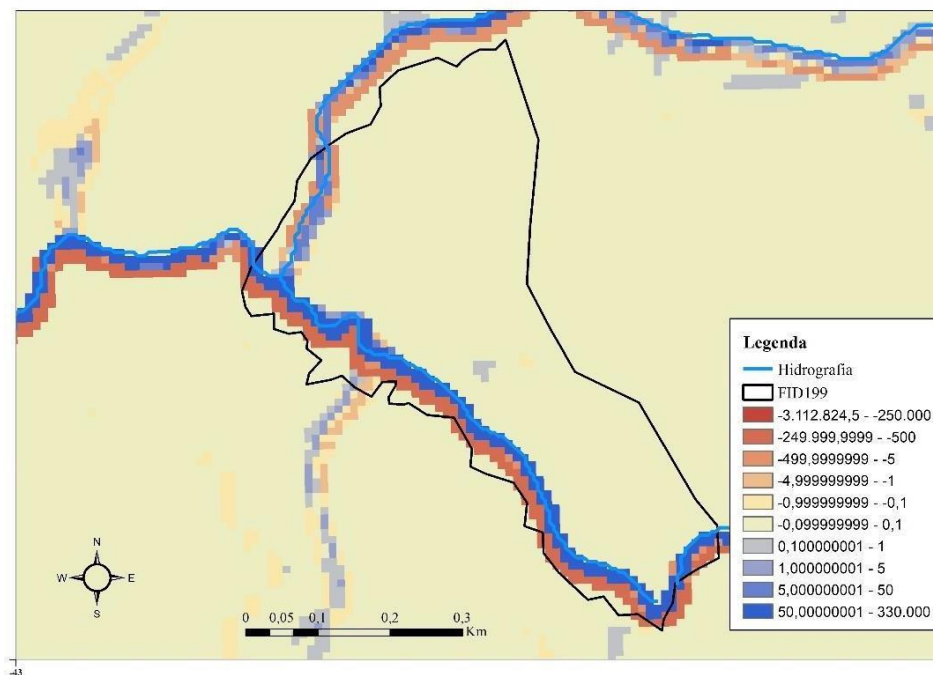 Legenda
Hidrografia
FID199
-3.112.824,5 - -250.000
-249.999,9999 - -500
-499,9999999 - -5
-4,999999999 - -1
-0,999999999 - -0,1
-0,099999999 - 0,1
0,100000001 - 1
1,000000001 - 5
5,000000001 - 50
50,00000001 - 330.000
N
W E
S
0 0,05 0,1 0,2 0,3
Km
-43